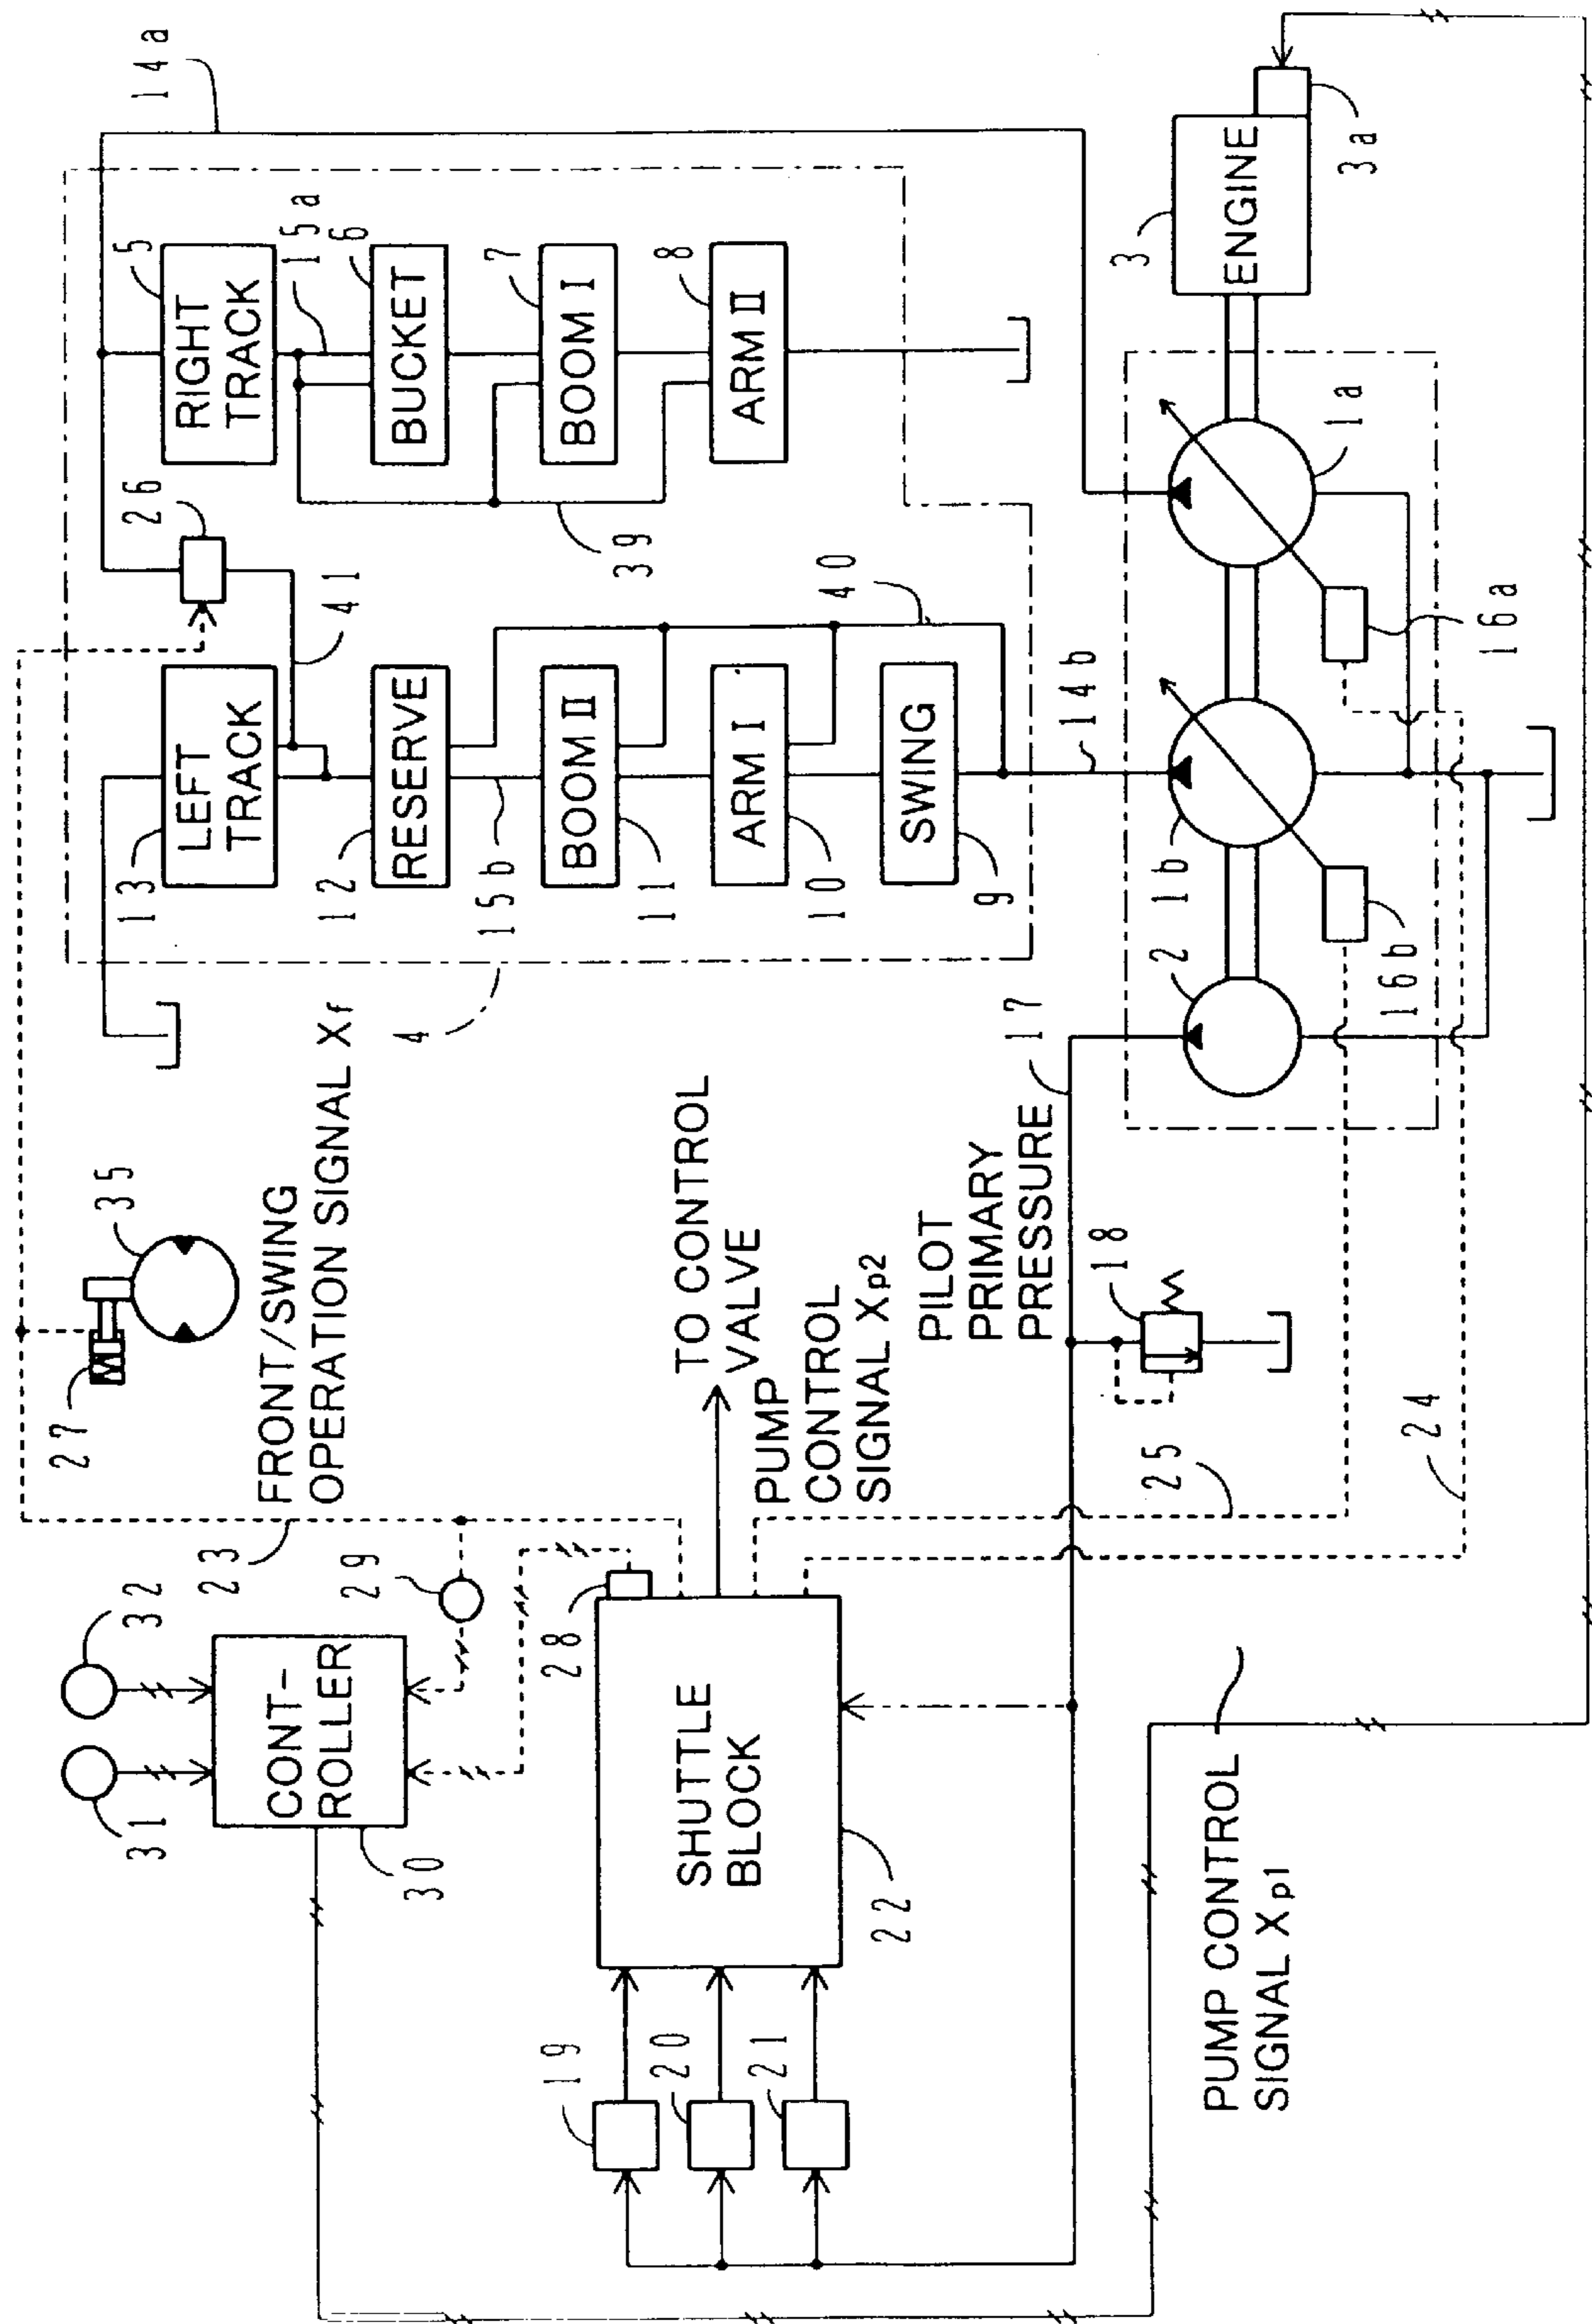 14a
5
RIGHT
TRACK
15a
6
BUCKET
7
BOOM I
8
ARM II
39
26
41
13
LEFT
TRACK
12
RESERVE
15b
BOOM II
11
ARM I
10
SWING
9
40
14b
4
3
ENGINE
3a
1a
16a
1b
16b
2
17
35
27
FRONT/SWING
OPERATION SIGNAL Xf
23
29
32
31
CONT-
ROLLER
30
28
SHUTTLE
BLOCK
22
TO CONTROL
VALVE
PUMP
CONTROL
SIGNAL Xp2
PILOT
PRIMARY
PRESSURE
18
25
24
19
20
21
PUMP CONTROL
SIGNAL Xp1